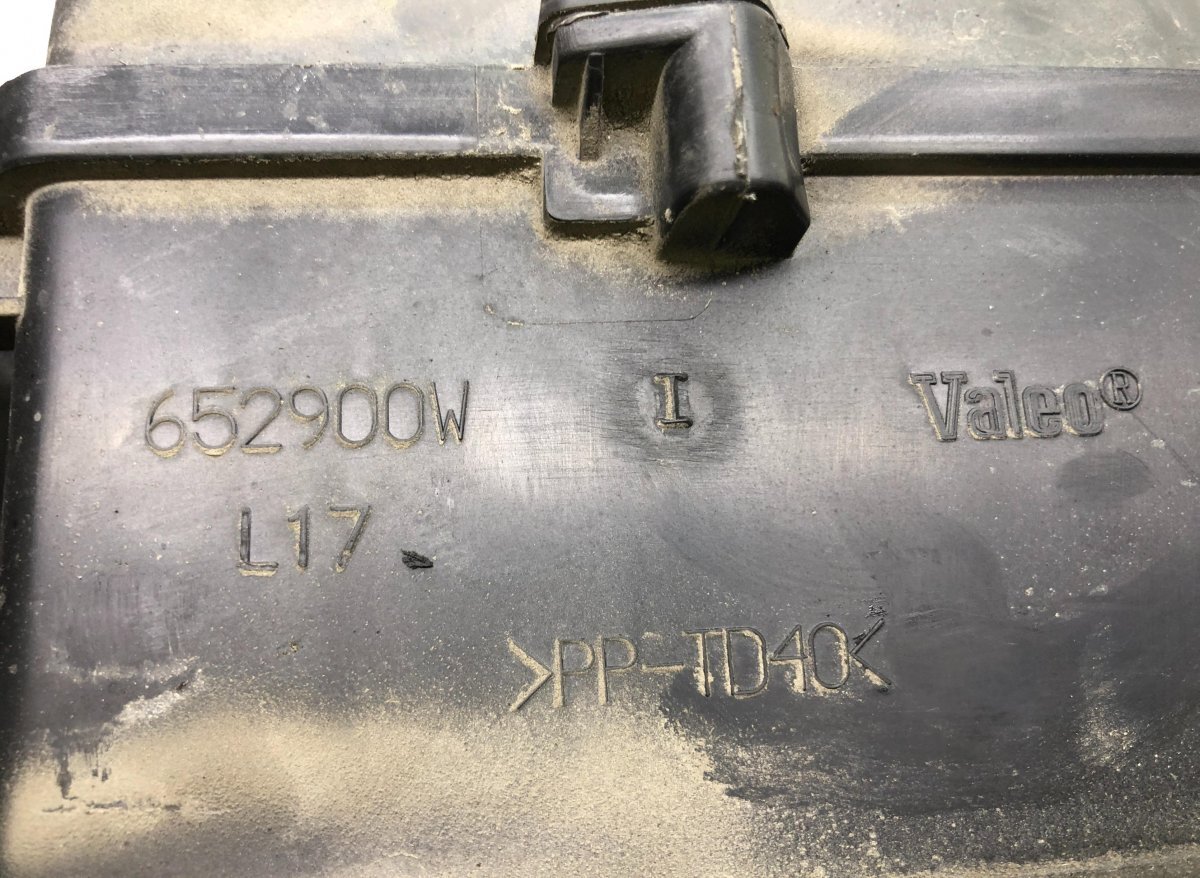 652900W I Valeo®
L17
>PP-TD40<